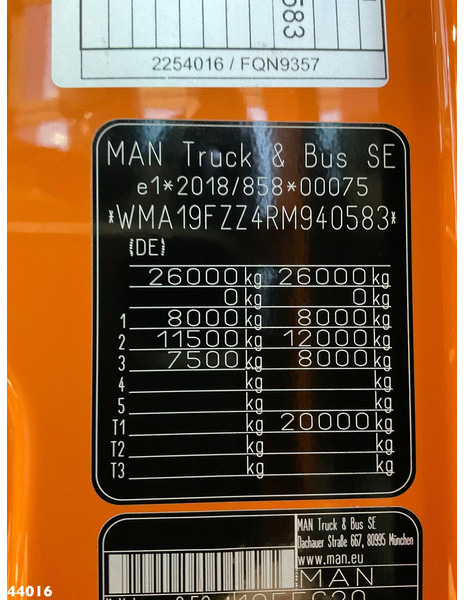 583
2254016 / FQN9357
MAN Truck & Bus SE
e1*2018/858*00075
*WMA19FZZ4RM940583*
(DE)
26000 kg 26000 kg
0 kg 0 kg
1 8000 kg 8000 kg
2 11500 kg 12000 kg
3 7500 kg 8000 kg
4 kg kg
5 kg kg
T1 kg 20000 kg
T2 kg kg
T3 kg kg
MAN Truck & Bus SE
Dachauer Straße 667, 80995 München
www.man.eu
MAN
44016